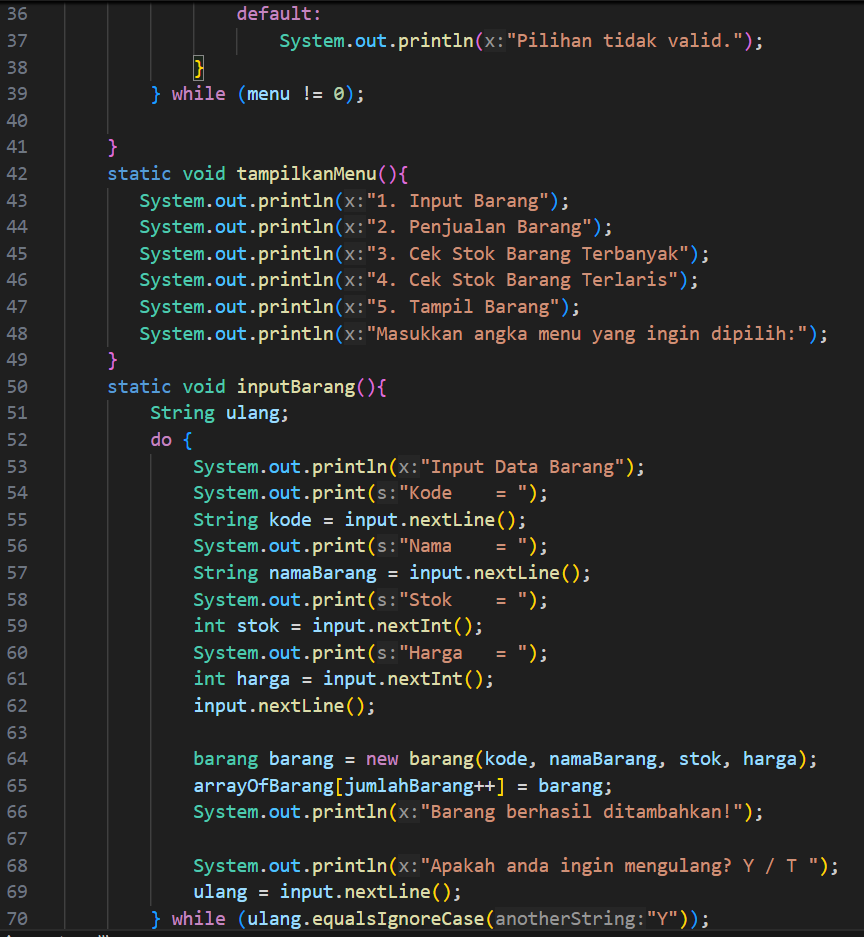 36 default:
37 System.out.println(x:"Pilihan tidak valid.");
38 }
39 } while (menu != 0);
40
41 }
42 static void tampilkanMenu(){
43 System.out.println(x:"1. Input Barang");
44 System.out.println(x:"2. Penjualan Barang");
45 System.out.println(x:"3. Cek Stok Barang Terbanyak");
46 System.out.println(x:"4. Cek Stok Barang Terlaris");
47 System.out.println(x:"5. Tampil Barang");
48 System.out.println(x:"Masukkan angka menu yang ingin dipilih:");
49 }
50 static void inputBarang(){
51 String ulang;
52 do {
53 System.out.println(x:"Input Data Barang");
54 System.out.print(s:"Kode    = ");
55 String kode = input.nextLine();
56 System.out.print(s:"Nama    = ");
57 String namaBarang = input.nextLine();
58 System.out.print(s:"Stok    = ");
59 int stok = input.nextInt();
60 System.out.print(s:"Harga   = ");
61 int harga = input.nextInt();
62 input.nextLine();
63
64 barang barang = new barang(kode, namaBarang, stok, harga);
65 arrayOfBarang[jumlahBarang++] = barang;
66 System.out.println(x:"Barang berhasil ditambahkan!");
67
68 System.out.println(x:"Apakah anda ingin mengulang? Y / T ");
69 ulang = input.nextLine();
70 } while (ulang.equalsIgnoreCase(anotherString:"Y"));